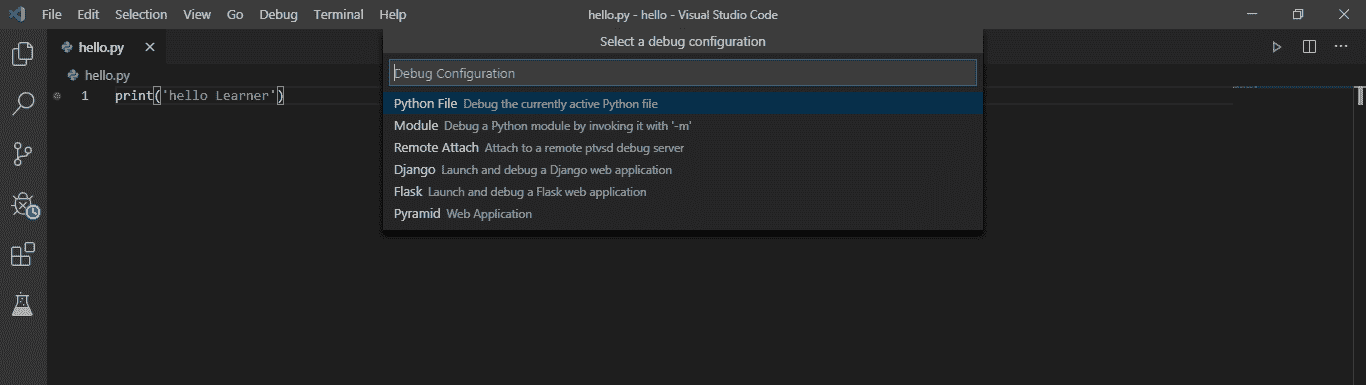 File Edit Selection View Go Debug Terminal Help hello.py - hello - Visual Studio Code
Select a debug configuration
hello.py
Debug Configuration
hello.py
1 print('hello Learner')
Python File Debug the currently active Python file
Module Debug a Python module by invoking it with '-m'
Remote Attach Attach to a remote ptvsd debug server
Django Launch and debug a Django web application
Flask Launch and debug a Flask web application
Pyramid Web Application